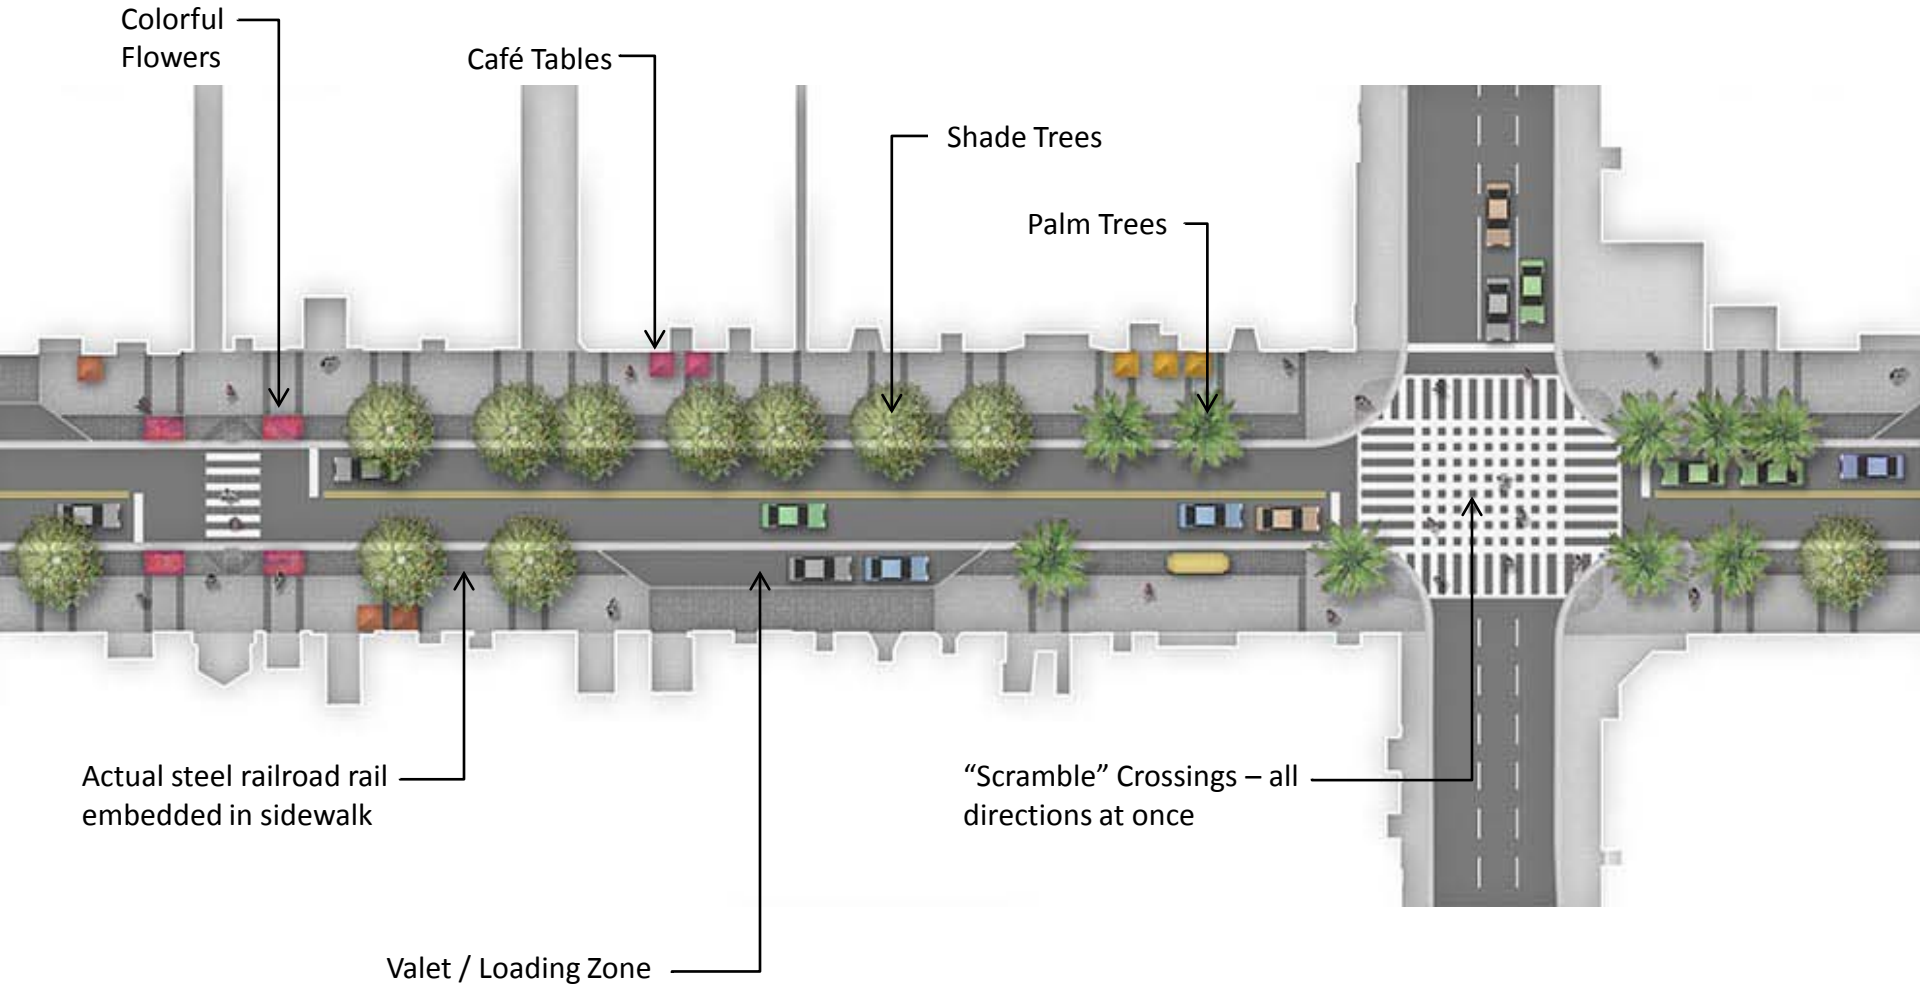 Colorful
Flowers
Café Tables
Shade Trees
Palm Trees
Actual steel railroad rail
embedded in sidewalk
“Scramble” Crossings – all
directions at once
Valet / Loading Zone